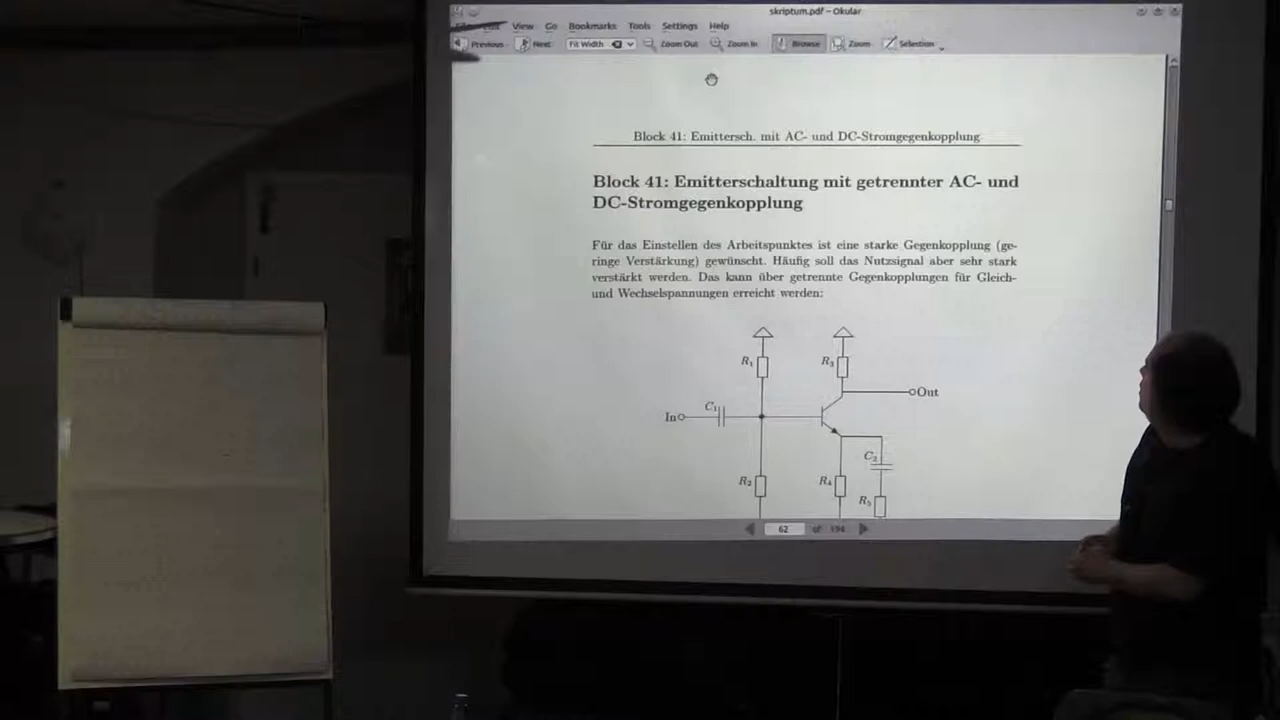 skriptum.pdf – Okular
View Go Bookmarks Tools Settings Help
Previous Next Fit Width Zoom Out Zoom In Browse Zoom Selection
Block 41: Emittersch. mit AC- und DC-Stromgegenkopplung
Block 41: Emitterschaltung mit getrennter AC- und
DC-Stromgegenkopplung
Für das Einstellen des Arbeitspunktes ist eine starke Gegenkopplung (ge-
ringe Verstärkung) gewünscht. Häufig soll das Nutzsignal aber sehr stark
verstärkt werden. Das kann über getrennte Gegenkopplungen für Gleich-
und Wechselspannungen erreicht werden:
R1 R3
Out
In C1
C2
R2 R4
R5
62 of 194